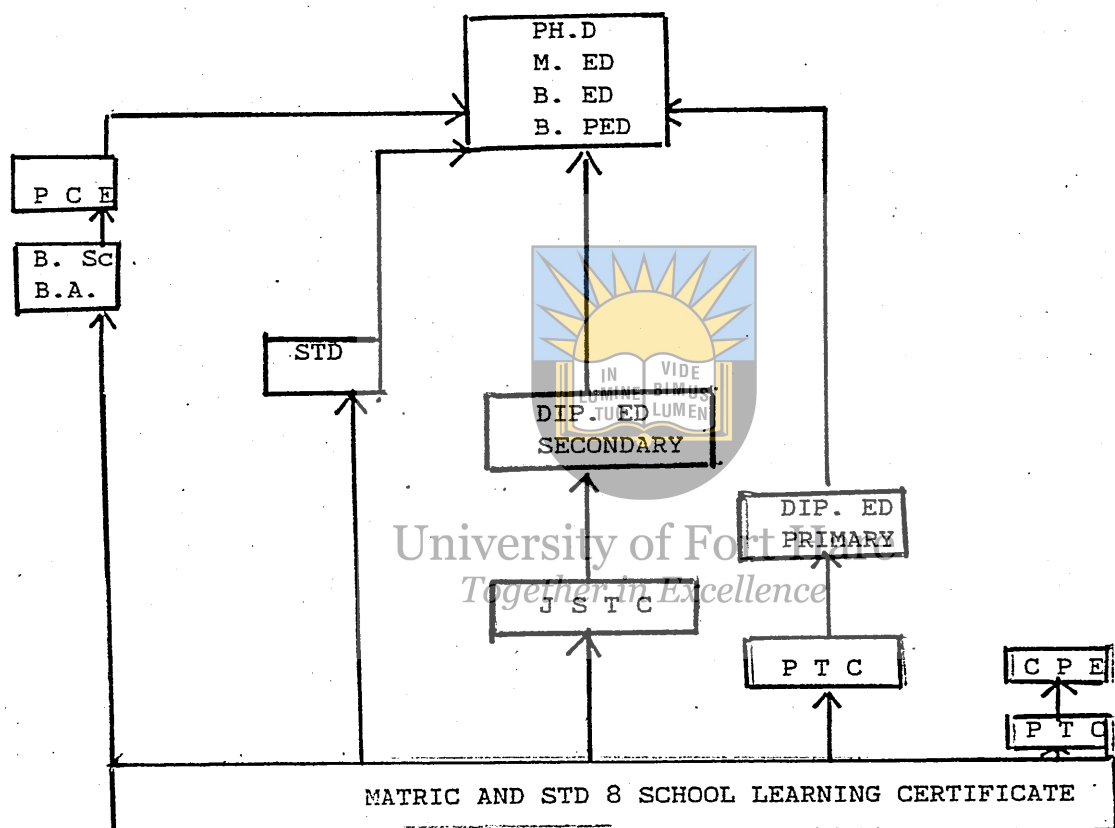 PH.D
M. ED
B. ED
B. PED
P C E
B. Sc
B.A.
STD
IN LUMINE TUO
VIDE BIMUS LUMEN
DIP. ED
SECONDARY
DIP. ED
PRIMARY
University of Fort Hare
Together in Excellence
J S T C
P T C
C P E
P T C
MATRIC AND STD 8 SCHOOL LEARNING CERTIFICATE